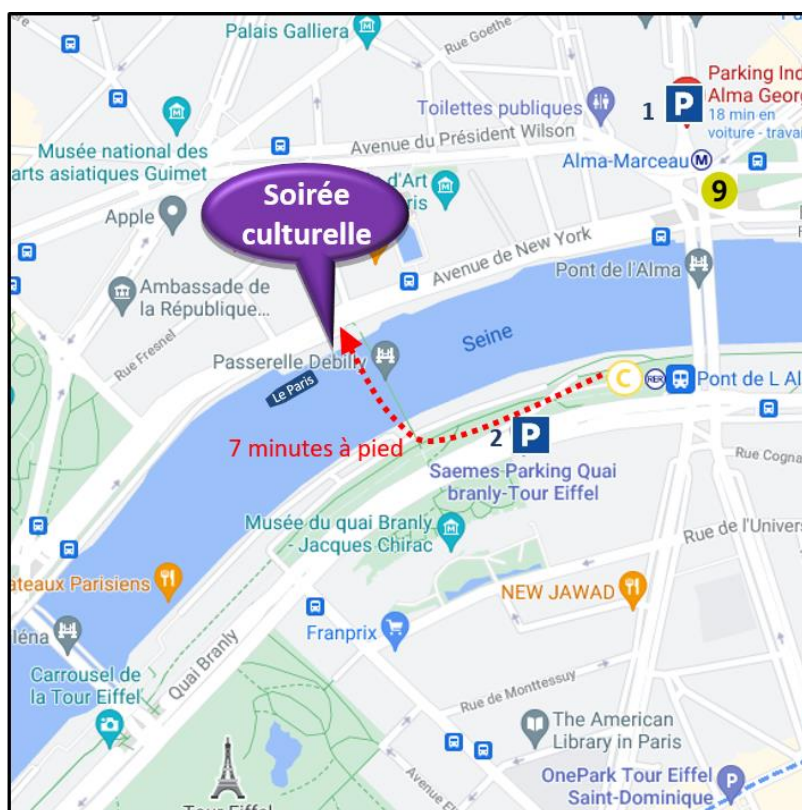 Palais Galliera
Rue Goethe
Parking Ind
Alma Georg
18 min en
voiture - travai
1 P
Toilettes publiques
Avenue du Président Wilson
Musée national des
arts asiatiques Guimet
Alma-Marceau M
9
d'Art
Soirée
culturelle
Apple
Avenue de New York
Pont de l'Alma
Ambassade de
la République...
Seine
Rue Fresnel
Passerelle Debilly
Le Paris
C
RER
Pont de L Al
7 minutes à pied
2 P
Saemes-Parking Quai
branly-Tour Eiffel
Rue Cogna
Musée du quai Branly
- Jacques Chirac
Rue de l'Univers
ateaux Parisiens
NEW JAWAD
Franprix
léna
Quai Branly
Carrousel de
la Tour Eiffel
Rue de Monttessuy
The American
Library in Paris
OnePark Tour Eiffel
Saint-Dominique
P
Tour Eiffel